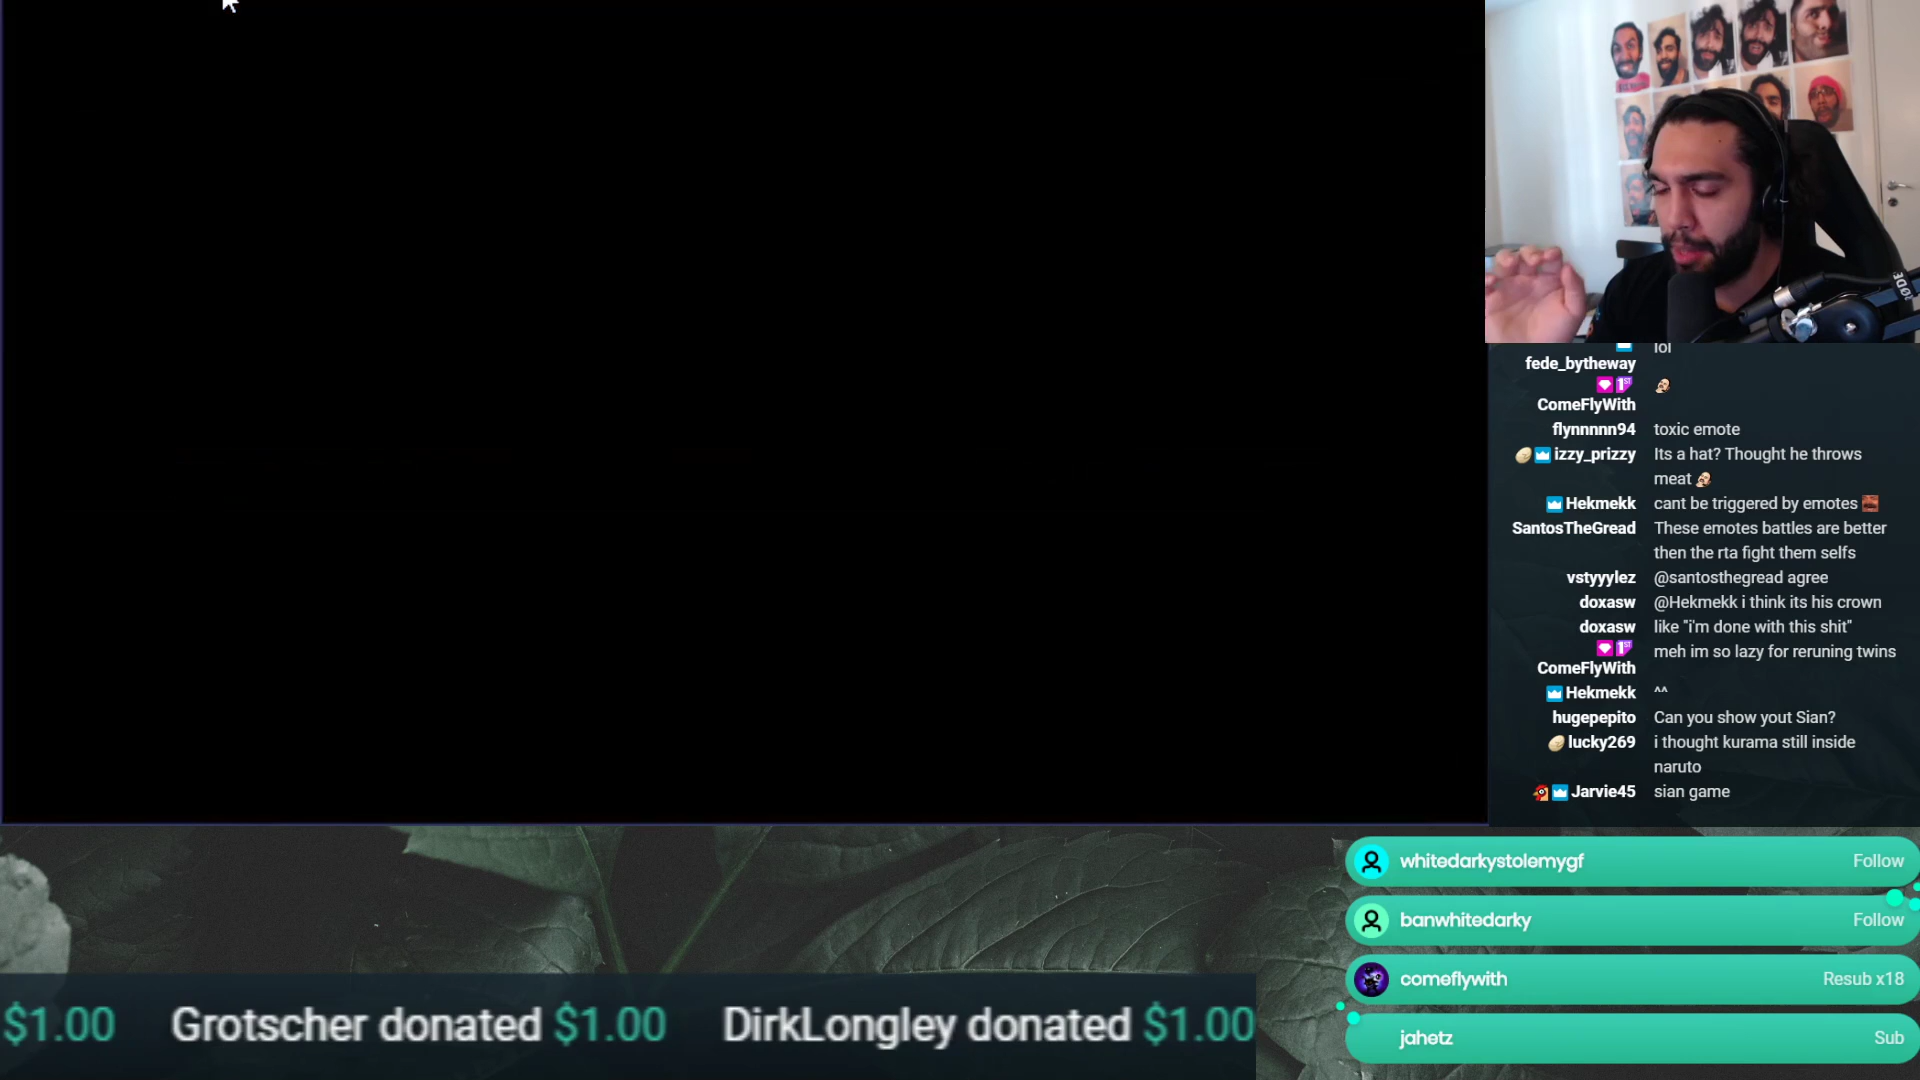 RØDE
lol
fede_bytheway
1ST
ComeFlyWith
flynnnnn94 toxic emote
izzy_prizzy Its a hat? Thought he throws
meat
Hekmekk cant be triggered by emotes
SantosTheGread These emotes battles are better
then the rta fight them selfs
vstyyylez @santosthegread agree
doxasw @Hekmekk i think its his crown
doxasw like "i'm done with this shit"
1ST meh im so lazy for reruning twins
ComeFlyWith
Hekmekk ^^
hugepepito Can you show yout Sian?
lucky269 i thought kurama still inside
naruto
Jarvie45 sian game
whitedarkystolemygf Follow
banwhitedarky Follow
comeflywith Resub x18
jahetz Sub
$1.00 Grotscher donated $1.00 DirkLongley donated $1.00